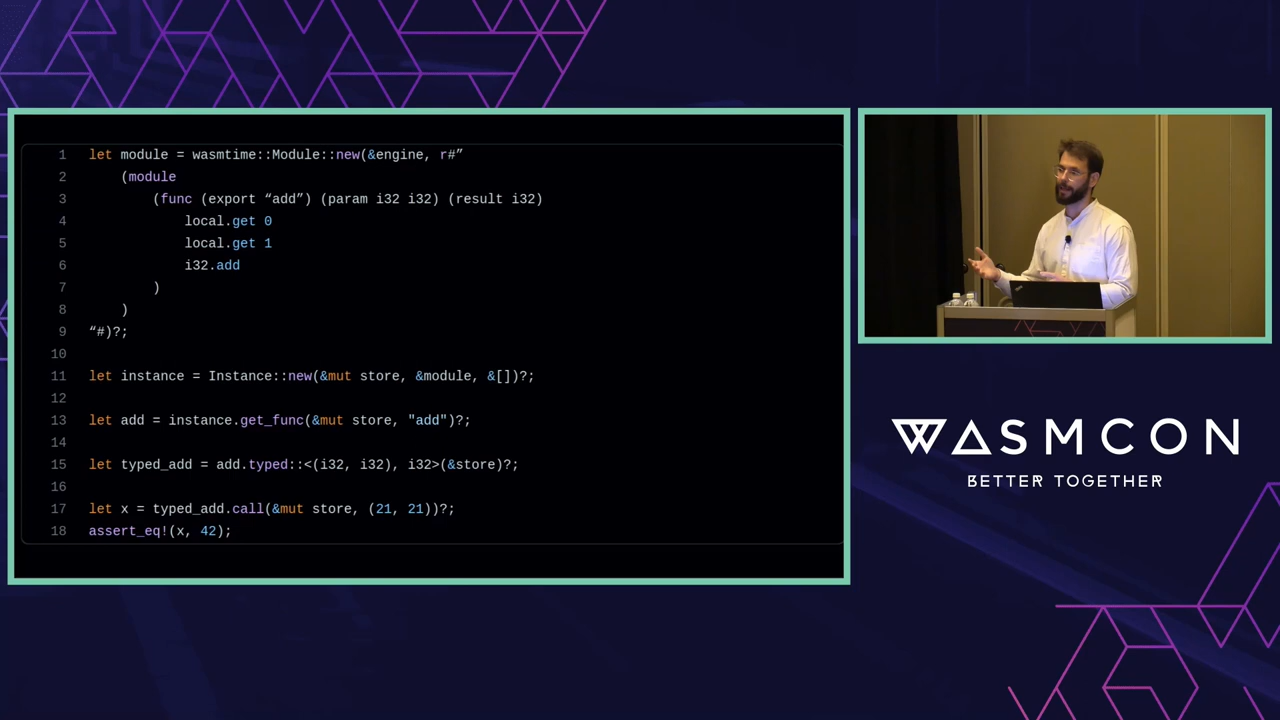 1 let module = wasmtime::Module::new(&engine, r#”
2     (module
3         (func (export “add”) (param i32 i32) (result i32)
4             local.get 0
5             local.get 1
6             i32.add
7         )
8     )
9 “#)?;
10
11 let instance = Instance::new(&mut store, &module, &[])?;
12
13 let add = instance.get_func(&mut store, "add")?;
14
15 let typed_add = add.typed::<(i32, i32), i32>(&store)?;
16
17 let x = typed_add.call(&mut store, (21, 21))?;
18 assert_eq!(x, 42);
WASMCON
BETTER TOGETHER